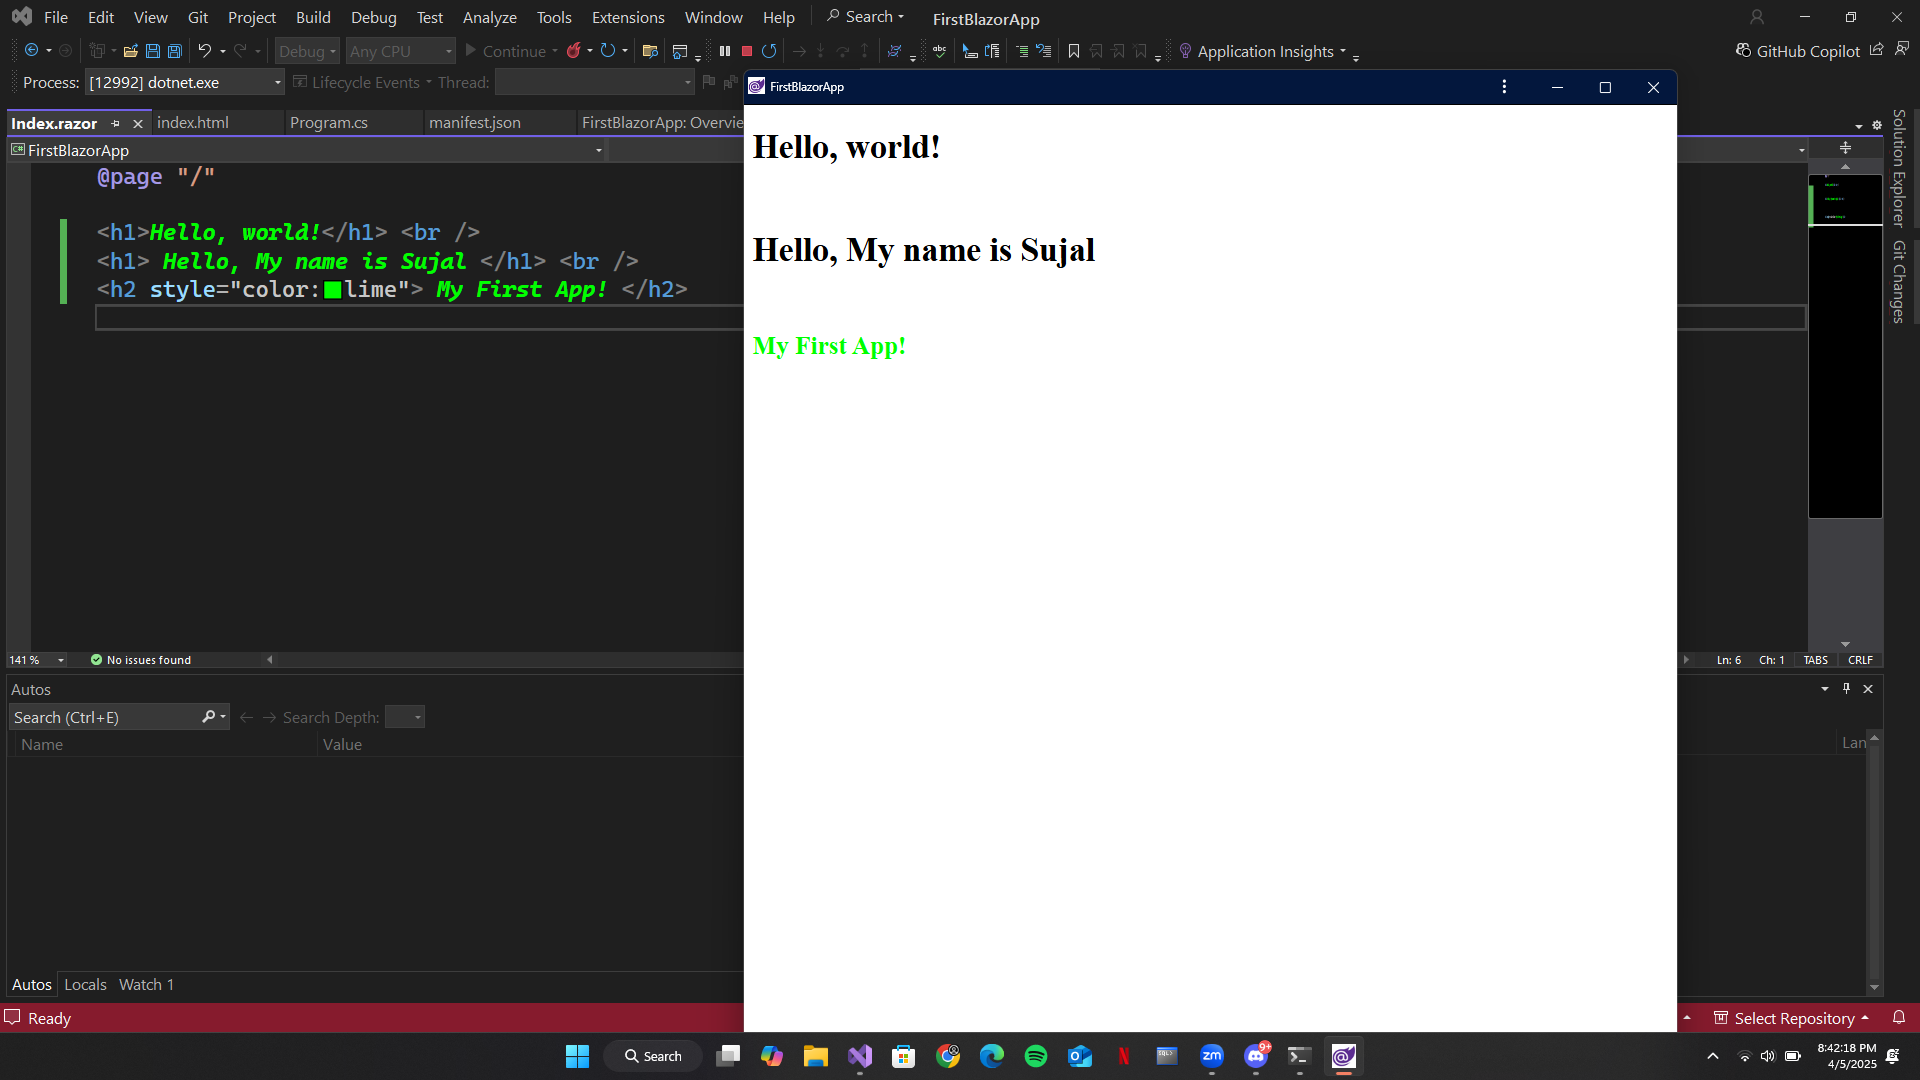 File Edit View Git Project Build Debug Test Analyze Tools Extensions Window Help Search FirstBlazorApp
Debug Any CPU Continue Application Insights GitHub Copilot
Process: [12992] dotnet.exe Lifecycle Events Thread:
FirstBlazorApp
Index.razor index.html Program.cs manifest.json FirstBlazorApp: Overvie
FirstBlazorApp
@page "/"
<h1>Hello, world!</h1> <br />
<h1> Hello, My name is Sujal </h1> <br />
<h2 style="color:lime"> My First App! </h2>
Hello, world!
Hello, My name is Sujal
My First App!
Solution Explorer
Git Changes
141 % No issues found Ln: 6 Ch: 1 TABS CRLF
Autos
Search (Ctrl+E) Search Depth:
Name Value Lan
Autos Locals Watch 1
Ready Select Repository
Search
zm
9+
8:42:18 PM
4/5/2025